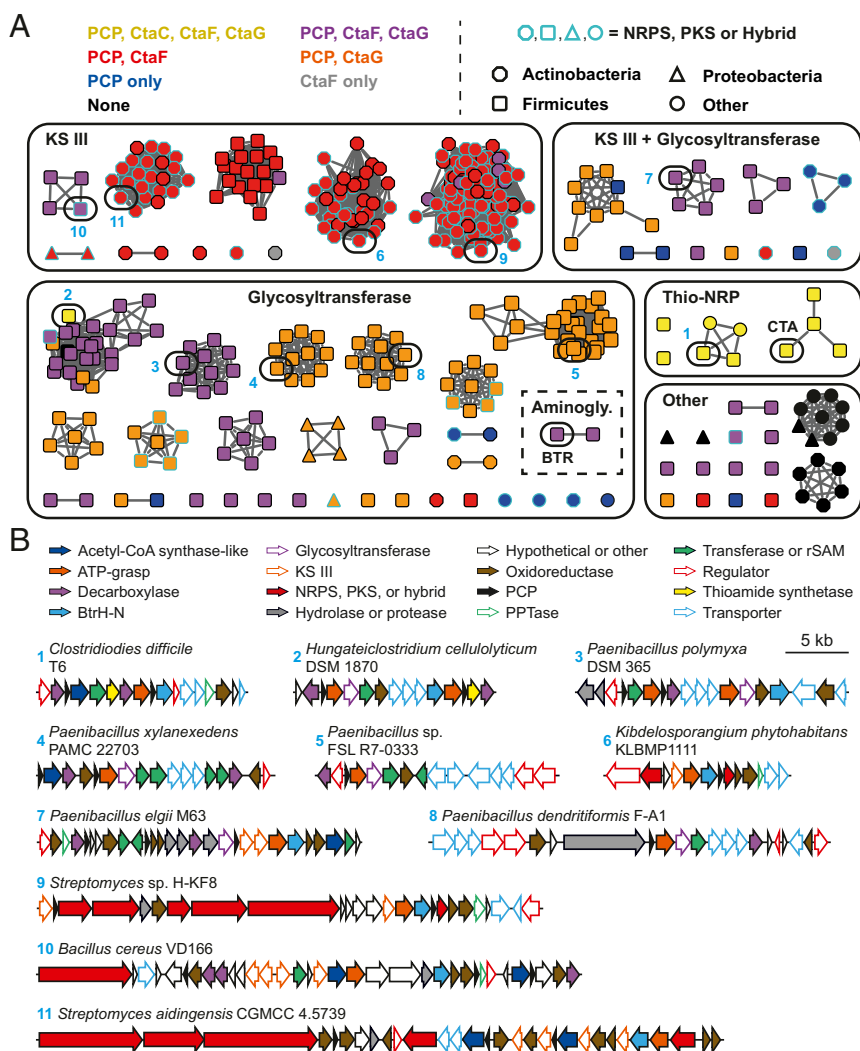 A
PCP, CtaC, CtaF, CtaG
PCP, CtaF, CtaG
PCP, CtaF
PCP, CtaG
PCP only
CtaF only
None
, , , = NRPS, PKS or Hybrid
Actinobacteria
Proteobacteria
Firmicutes
Other
KS III
10
11
6
9
KS III + Glycosyltransferase
7
Glycosyltransferase
2
3
4
8
5
Aminogly.
BTR
Thio-NRP
1
CTA
Other
B
Acetyl-CoA synthase-like
Glycosyltransferase
Hypothetical or other
Transferase or rSAM
ATP-grasp
KS III
Oxidoreductase
Regulator
Decarboxylase
NRPS, PKS, or hybrid
PCP
Thioamide synthetase
BtrH-N
Hydrolase or protease
PPTase
Transporter
5 kb
1 Clostridiodies difficile
T6
2 Hungateiclostridium cellulolyticum
DSM 1870
3 Paenibacillus polymyxa
DSM 365
4 Paenibacillus xylanexedens
PAMC 22703
5 Paenibacillus sp.
FSL R7-0333
6 Kibdelosporangium phytohabitans
KLBMP1111
7 Paenibacillus elgii M63
8 Paenibacillus dendritiformis F-A1
9 Streptomyces sp. H-KF8
10 Bacillus cereus VD166
11 Streptomyces aidingensis CGMCC 4.5739